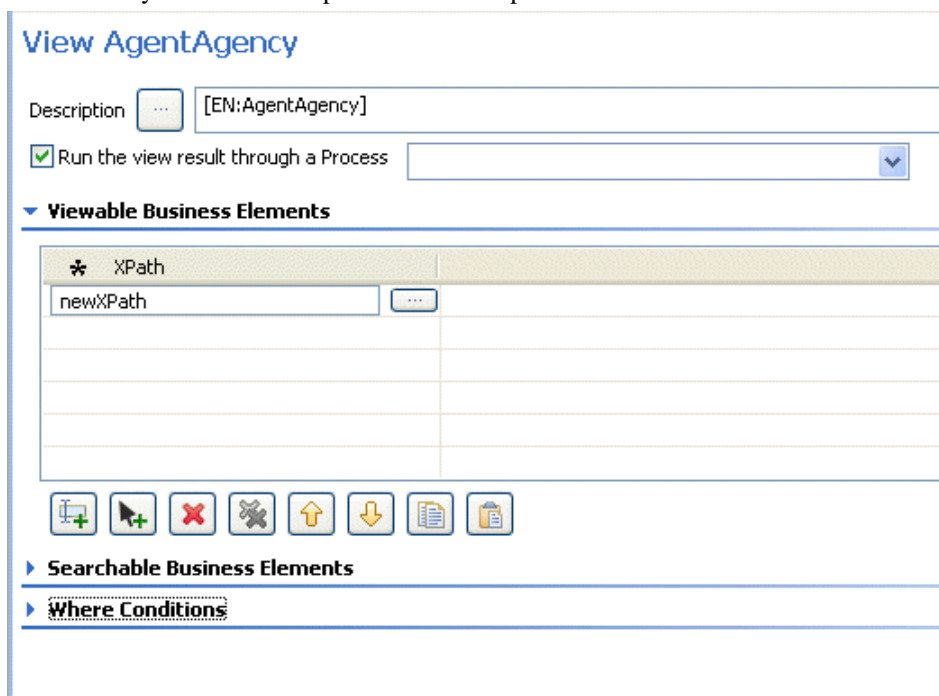 View AgentAgency
Description ... [EN:AgentAgency]
Run the view result through a Process
Viewable Business Elements
XPath
newXPath ...
Searchable Business Elements
Where Conditions